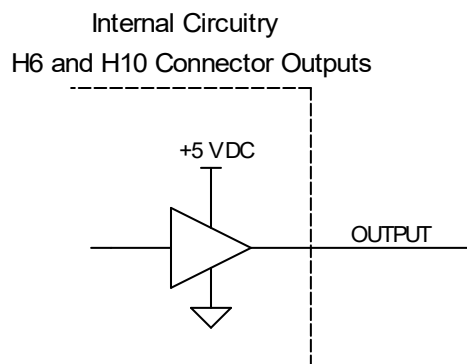 Internal Circuitry
H6 and H10 Connector Outputs
+5 VDC
OUTPUT